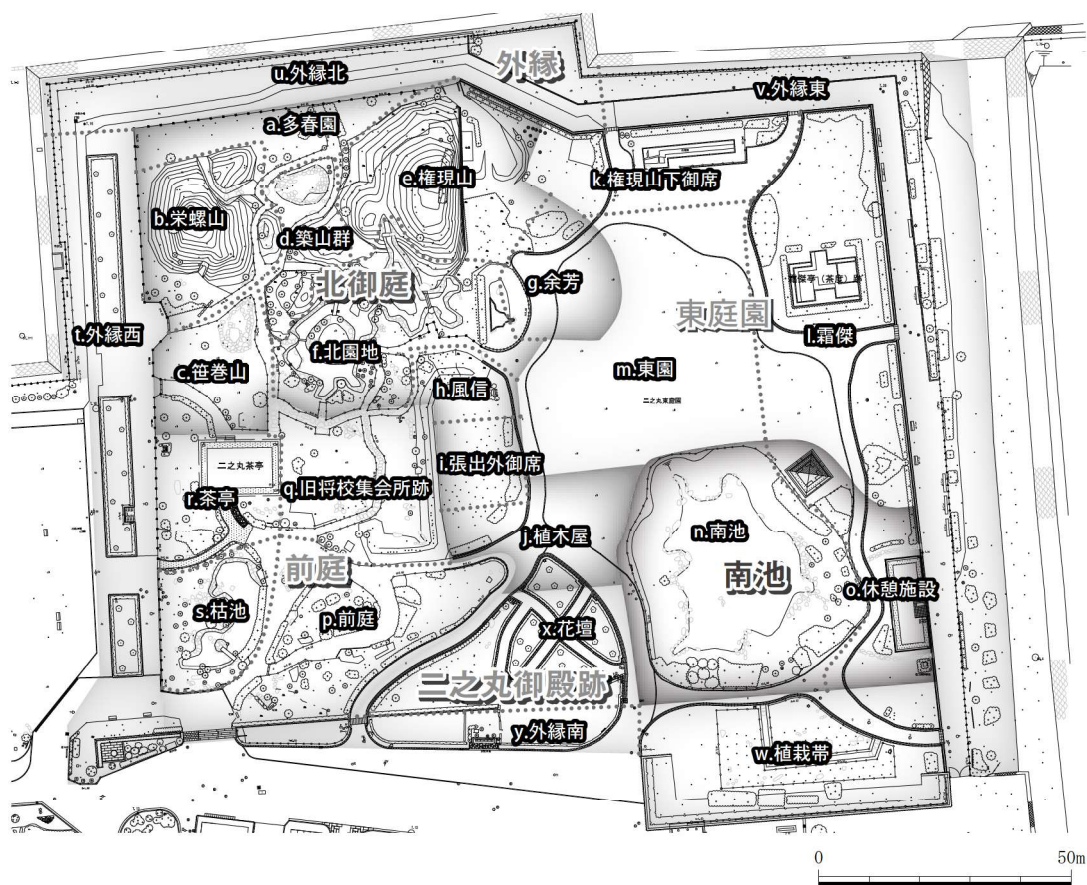 外縁
u.外縁北
v.外縁東
a.多春園
e.権現山
k.権現山下御席
b.栄螺山
d.築山群
北御庭
g.余芳
東庭園
l.霜傑
t.外縁西
f.北園地
c.笹巻山
h.風信
m.東園
二之丸東庭園
二之丸茶亭
i.張出外御席
q.旧将校集会所跡
r.茶亭
j.植木屋
n.南池
前庭
南池
o.休憩施設
s.枯池
p.前庭
x.花壇
二之丸御殿跡
y.外縁南
w.植栽帯
0
50m